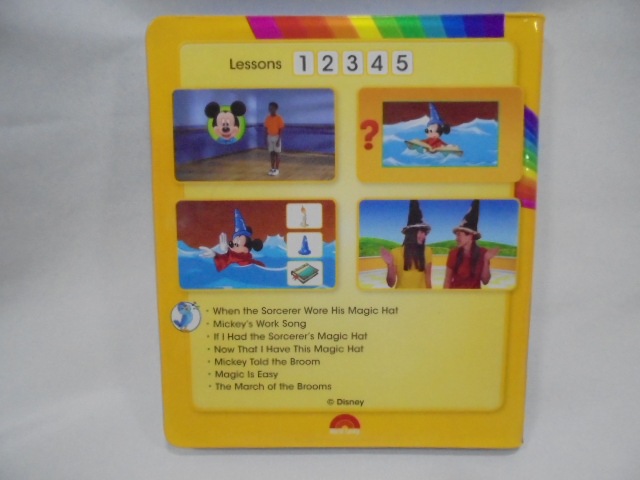 Lessons 1 2 3 4 5
?
• When the Sorcerer Wore His Magic Hat
• Mickey's Work Song
• If I Had the Sorcerer's Magic Hat
• Now That I Have This Magic Hat
• Mickey Told the Broom
• Magic Is Easy
• The March of the Brooms
© Disney